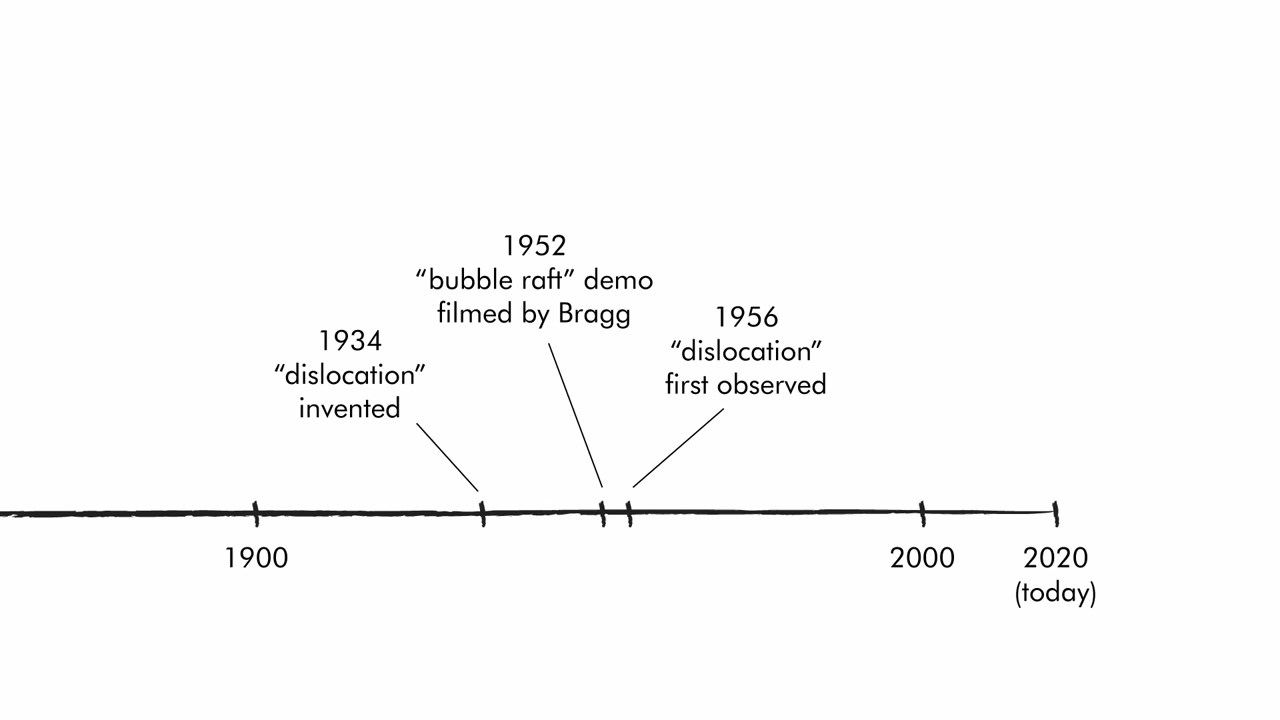 1952
“bubble raft” demo
filmed by Bragg
1956
“dislocation”
first observed
1934
“dislocation”
invented
1900
2000
2020
(today)